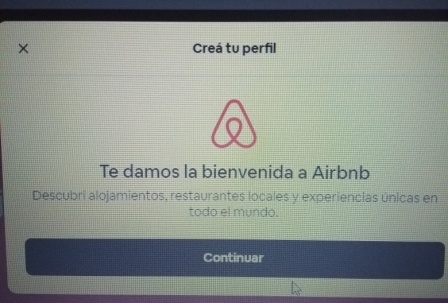 Creá tu perfil
Te damos la bienvenida a Airbnb
Descubrí alojamientos, restaurantes locales y experiencias únicas en
todo el mundo.
Continuar